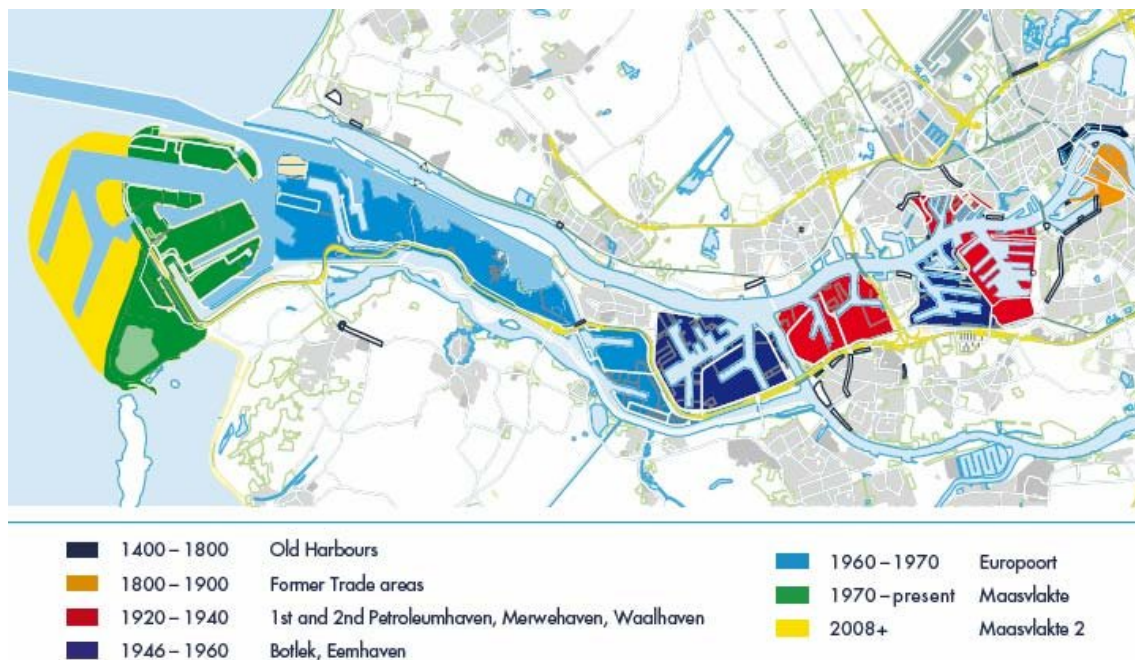 1400 – 1800 Old Harbours
1800 – 1900 Former Trade areas
1920 – 1940 1st and 2nd Petroleumhaven, Merwehaven, Waalhaven
1946 – 1960 Botlek, Eemhaven
1960 – 1970 Europoort
1970 – present Maasvlakte
2008+ Maasvlakte 2